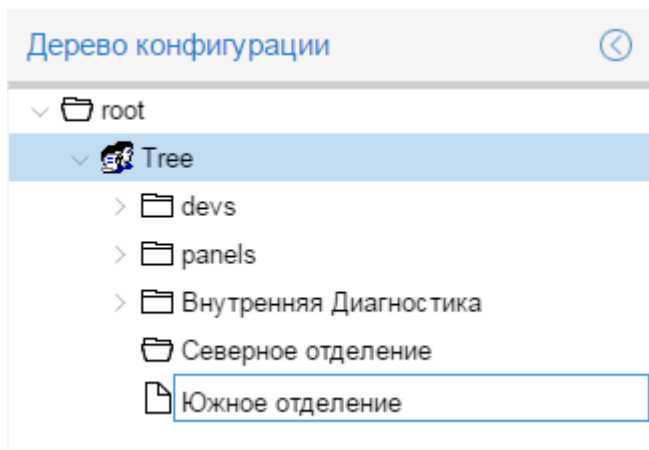 Дерево конфигурации
root
Tree
devs
panels
Внутренняя Диагностика
Северное отделение
Южное отделение